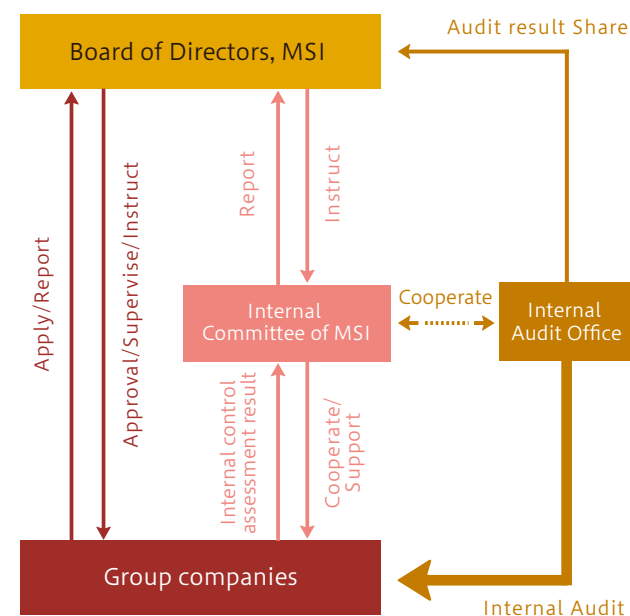 Audit result Share
Board of Directors, MSI
Apply/Report
Approval/Supervise/Instruct
Report
Instruct
Internal
Committee of MSI
Cooperate
Internal
Audit Office
Internal control
assessment result
Cooperate/
Support
Group companies
Internal Audit